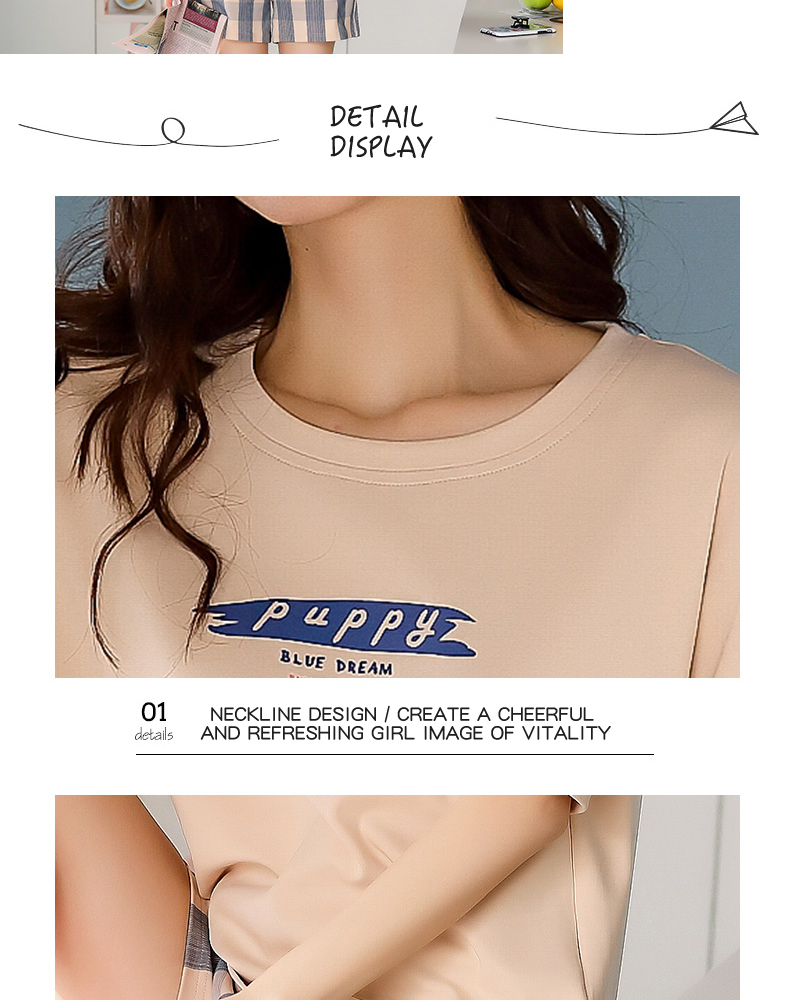 DETAIL
DISPLAY
puppy
BLUE DREAM
01
details
NECKLINE DESIGN / CREATE A CHEERFUL
AND REFRESHING GIRL IMAGE OF VITALITY